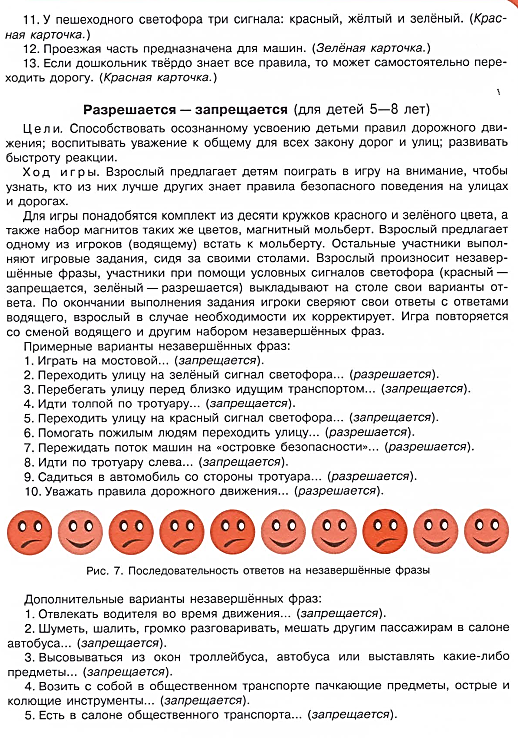 11. У пешеходного светофора три сигнала: красный, жёлтый и зелёный. (Крас-
ная карточка.)
12. Проезжая часть предназначена для машин. (Зелёная карточка.)
13. Если дошкольник твёрдо знает все правила, то может самостоятельно пере-
ходить дорогу. (Красная карточка.)
Разрешается — запрещается (для детей 5—8 лет)
Цели. Способствовать осознанному усвоению детьми правил дорожного дви-
жения; воспитывать уважение к общему для всех закону дорог и улиц; развивать
быстроту реакции.
Ход игры. Взрослый предлагает детям поиграть в игру на внимание, чтобы
узнать, кто из них лучше других знает правила безопасного поведения на улицах
и дорогах.
Для игры понадобятся комплект из десяти кружков красного и зелёного цвета, а
также набор магнитов таких же цветов, магнитный мольберт. Взрослый предлагает
одному из игроков (водящему) встать к мольберту. Остальные участники выпол-
няют игровые задания, сидя за своими столами. Взрослый произносит незавер-
шённые фразы, участники при помощи условных сигналов светофора (красный —
запрещается, зелёный — разрешается) выкладывают на столе свои варианты от-
вета. По окончании выполнения задания игроки сверяют свои ответы с ответами
водящего, взрослый в случае необходимости их корректирует. Игра повторяется
со сменой водящего и другим набором незавершённых фраз.
Примерные варианты незавершённых фраз:
1. Играть на мостовой... (запрещается).
2. Переходить улицу на зелёный сигнал светофора... (разрешается).
3. Перебегать улицу перед близко идущим транспортом... (запрещается).
4. Идти толпой по тротуару... (запрещается).
5. Переходить улицу на красный сигнал светофора... (запрещается).
6. Помогать пожилым людям переходить улицу... (разрешается).
7. Пережидать поток машин на «островке безопасности»... (разрешается).
8. Идти по тротуару слева... (запрещается).
9. Садиться в автомобиль со стороны тротуара... (разрешается).
10. Уважать правила дорожного движения... (разрешается).
Рис. 7. Последовательность ответов на незавершённые фразы
Дополнительные варианты незавершённых фраз:
1. Отвлекать водителя во время движения... (запрещается).
2. Шуметь, шалить, громко разговаривать, мешать другим пассажирам в салоне
автобуса... (запрещается).
3. Высовываться из окон троллейбуса, автобуса или выставлять какие-либо
предметы... (запрещается).
4. Возить с собой в общественном транспорте пачкающие предметы, острые и
колющие инструменты... (запрещается).
5. Есть в салоне общественного транспорта... (запрещается).